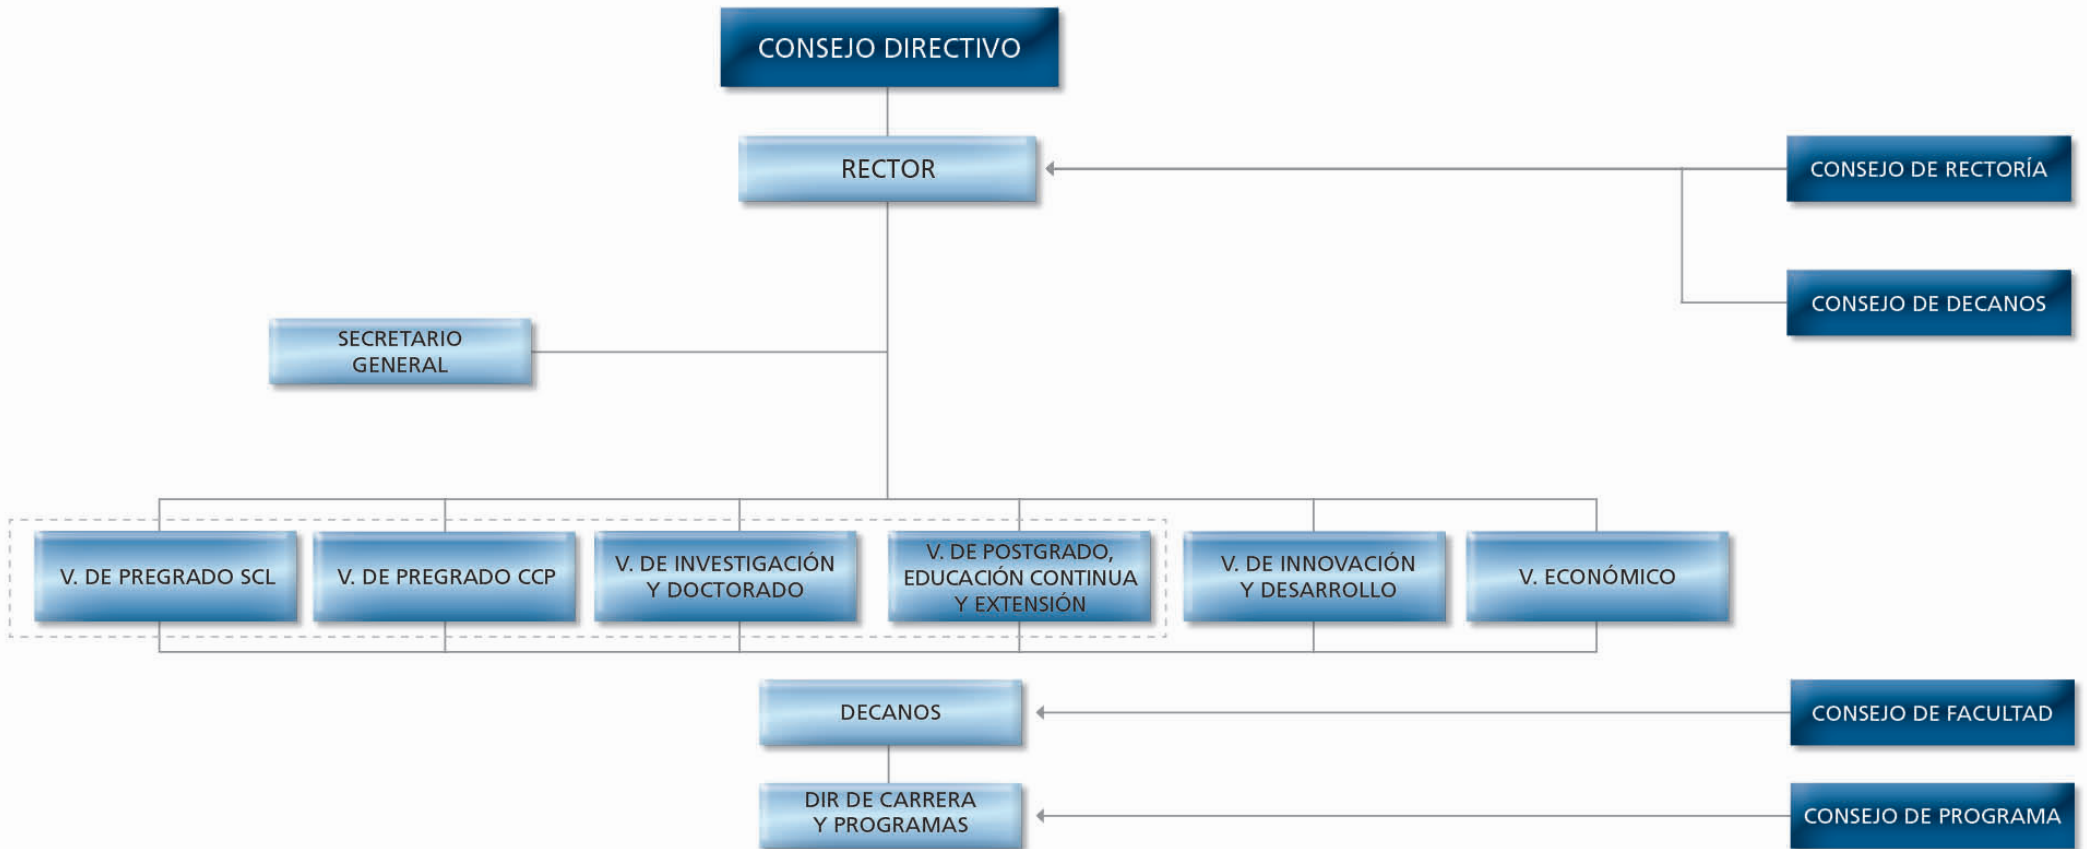 CONSEJO DIRECTIVO
RECTOR
CONSEJO DE RECTORÍA
CONSEJO DE DECANOS
SECRETARIO
GENERAL
V. DE PREGRADO SCL
V. DE PREGRADO CCP
V. DE INVESTIGACIÓN
Y DOCTORADO
V. DE POSTGRADO,
EDUCACIÓN CONTINUA
Y EXTENSIÓN
V. DE INNOVACIÓN
Y DESARROLLO
V. ECONÓMICO
DECANOS
CONSEJO DE FACULTAD
DIR DE CARRERA
Y PROGRAMAS
CONSEJO DE PROGRAMA